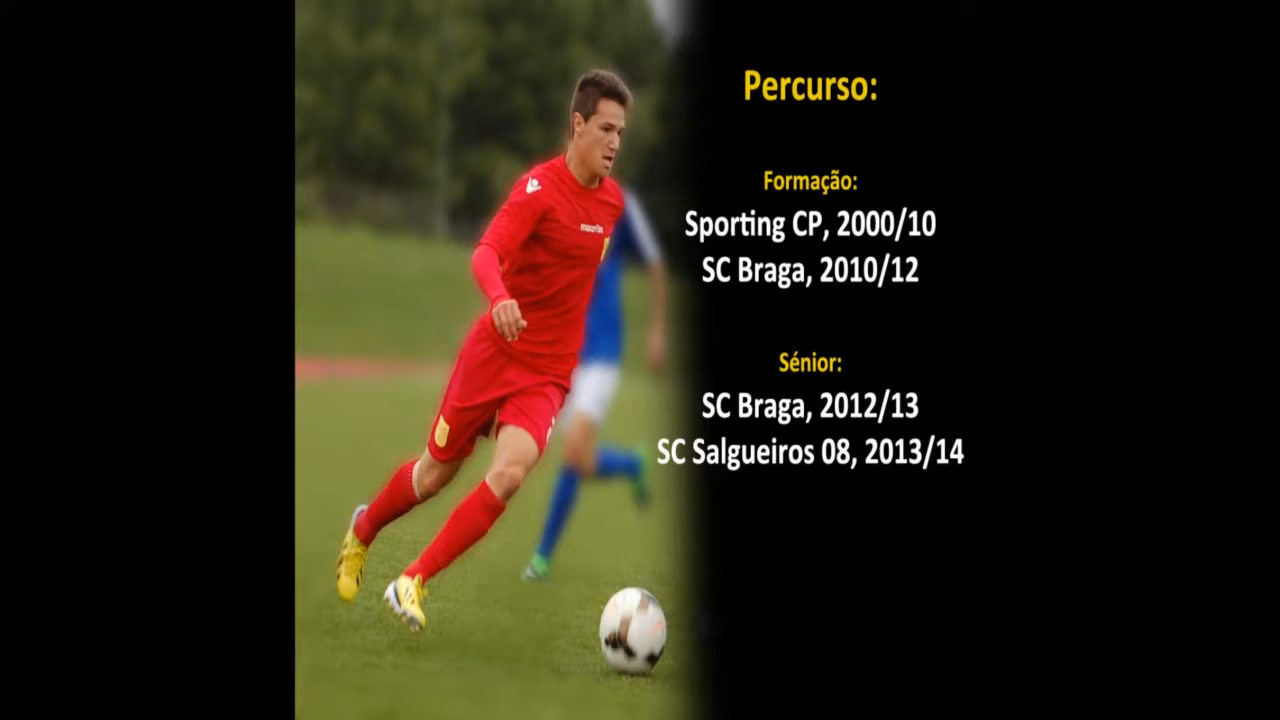 Percurso:
Formação:
Sporting CP, 2000/10
SC Braga, 2010/12
Sénior:
SC Braga, 2012/13
SC Salgueiros 08, 2013/14
macron